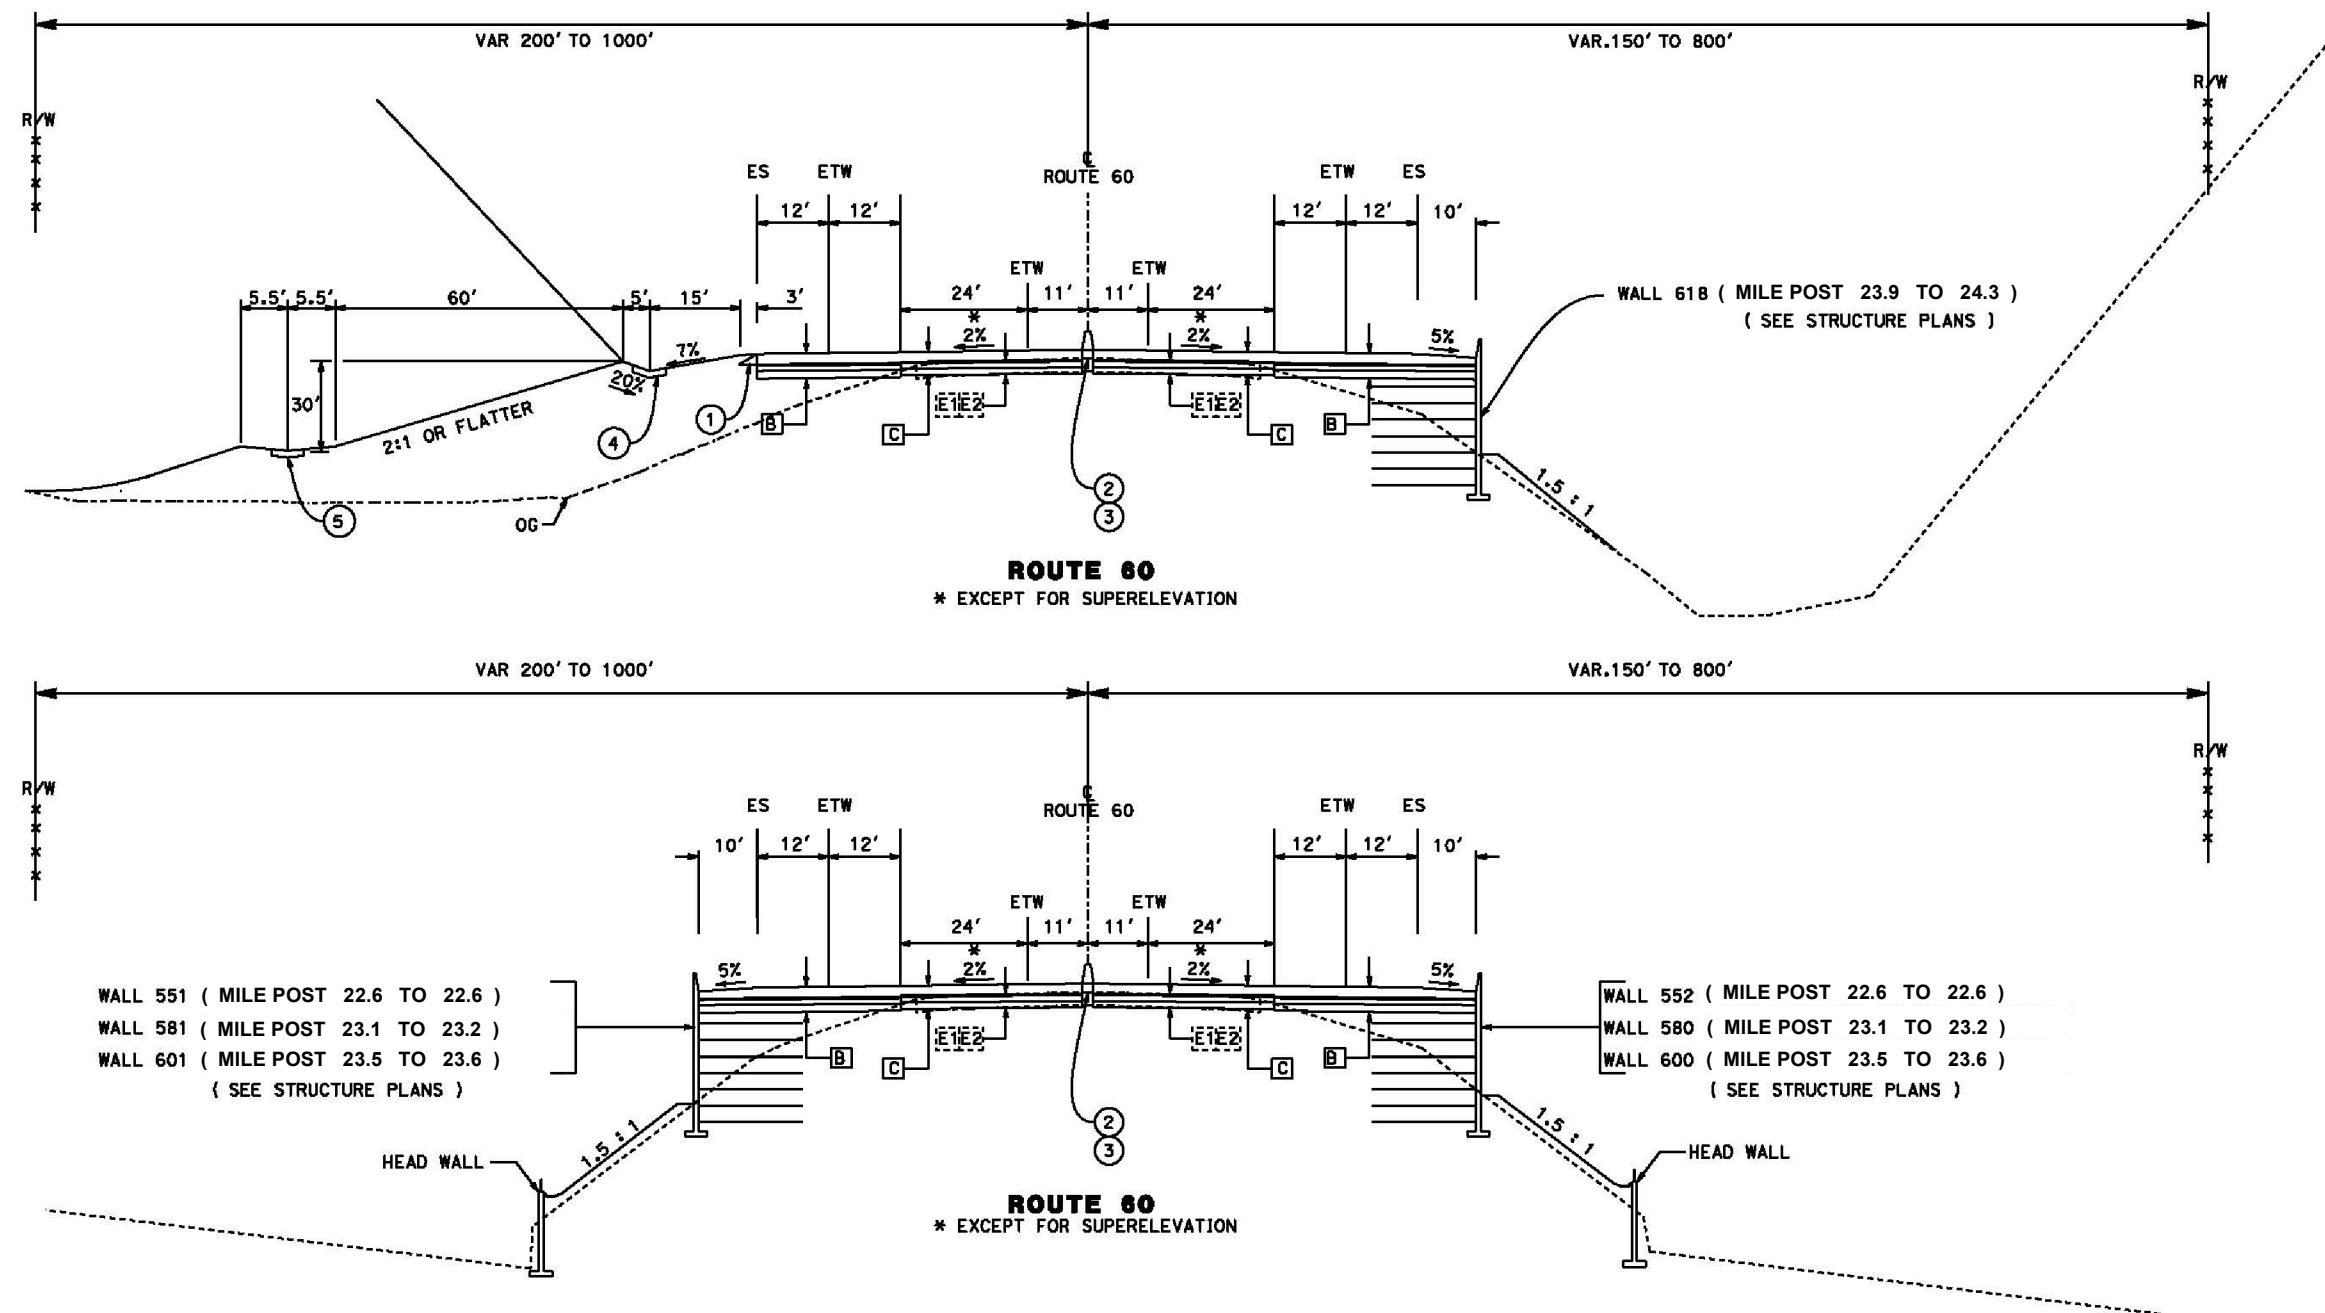 VAR 200' TO 1000'
VAR.150' TO 800'
R/W
R/W
℄
ROUTE 60
ES ETW
ETW ES
12' 12'
12' 12' 10'
ETW ETW
5.5' 5.5' 60' 5' 15' 3'
24' 11' 11' 24'
* *
WALL 618 ( MILE POST 23.9 TO 24.3 )
( SEE STRUCTURE PLANS )
2% 2%
5%
7%
20%
30'
2:1 OR FLATTER
E1 E2
E1 E2
1
B
C
C
B
4
1.5 : 1
2
3
5
OG
ROUTE 60
* EXCEPT FOR SUPERELEVATION
VAR 200' TO 1000'
VAR.150' TO 800'
R/W
R/W
℄
ROUTE 60
ES ETW
ETW ES
10' 12' 12'
12' 12' 10'
ETW ETW
24' 11' 11' 24'
* *
5% 2% 2% 5%
WALL 551 ( MILE POST 22.6 TO 22.6 )
WALL 581 ( MILE POST 23.1 TO 23.2 )
WALL 601 ( MILE POST 23.5 TO 23.6 )
( SEE STRUCTURE PLANS )
WALL 552 ( MILE POST 22.6 TO 22.6 )
WALL 580 ( MILE POST 23.1 TO 23.2 )
WALL 600 ( MILE POST 23.5 TO 23.6 )
( SEE STRUCTURE PLANS )
E1 E2
E1 E2
B
C
C
B
1.5 : 1
1.5 : 1
2
3
HEAD WALL
HEAD WALL
ROUTE 60
* EXCEPT FOR SUPERELEVATION